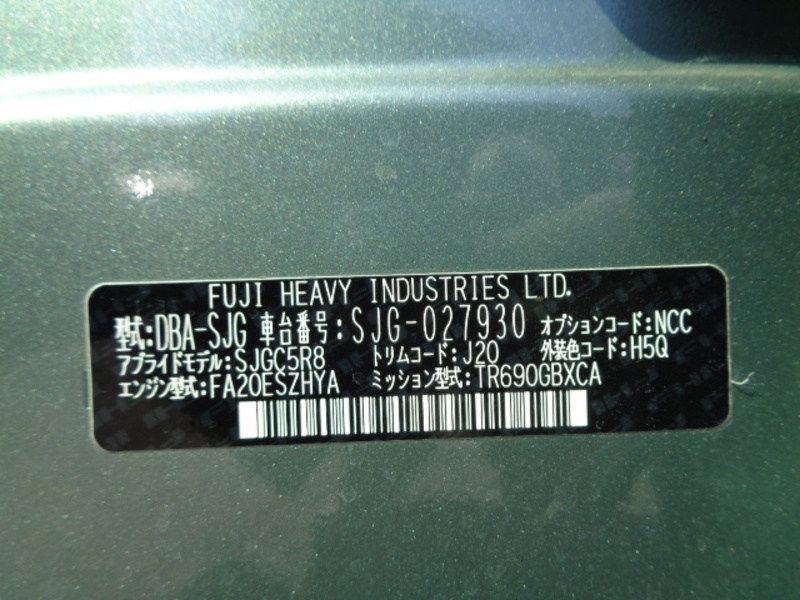 FUJI HEAVY INDUSTRIES LTD.
型式:DBA-SJG 車台番号:SJG-027930 オプションコード:NCC
アプライドモデル:SJGC5R8 トリムコード:J20 外装色コード:H5Q
エンジン型式:FA20ESZHYA ミッション型式:TR690GBXCA